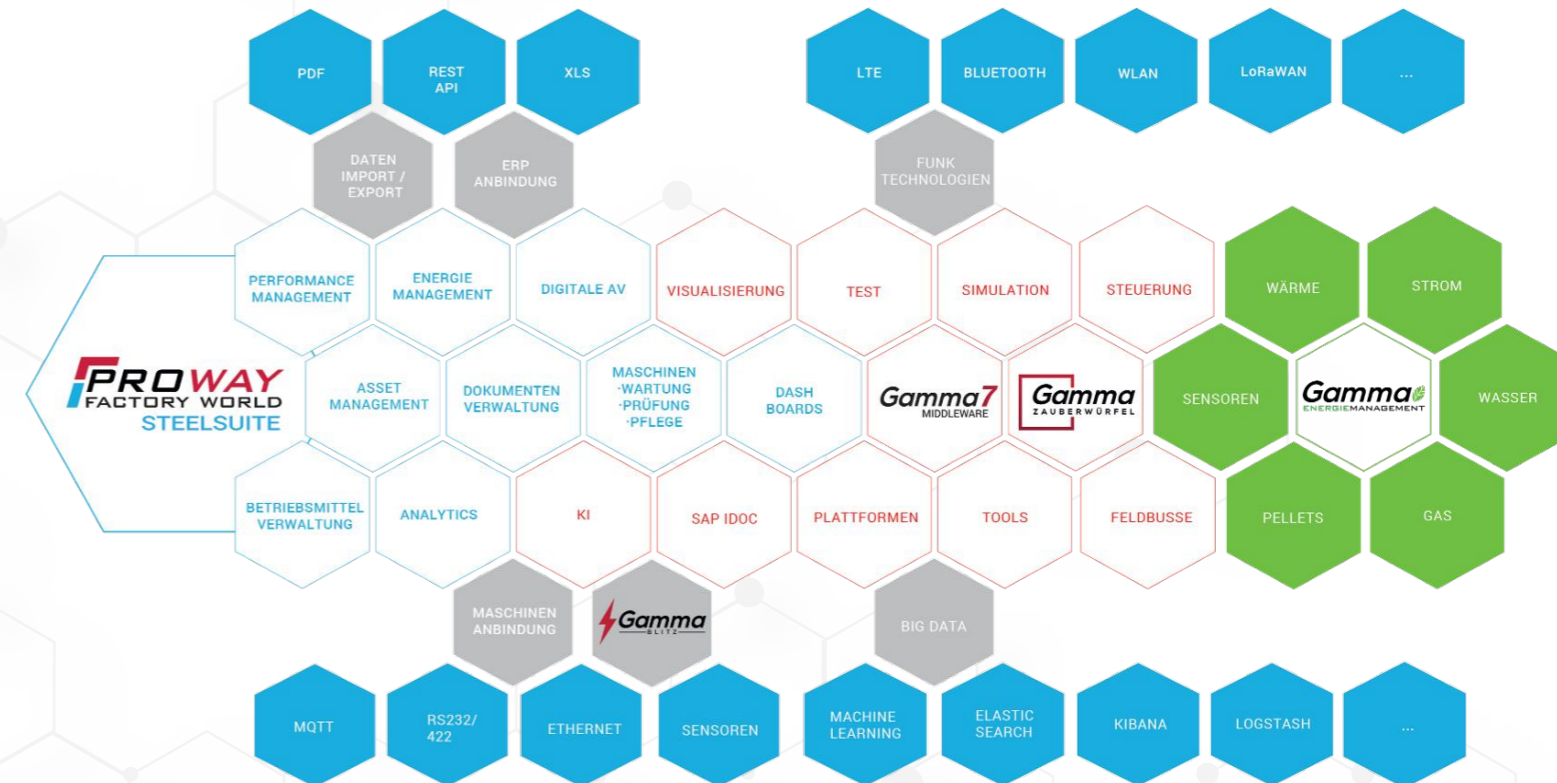 PDF
REST
API
XLS
LTE
BLUETOOTH
WLAN
LoRaWAN
...
DATEN
IMPORT /
EXPORT
ERP
ANBINDUNG
FUNK
TECHNOLOGIEN
PERFORMANCE
MANAGEMENT
ENERGIE
MANAGEMENT
DIGITALE AV
VISUALISIERUNG
TEST
SIMULATION
STEUERUNG
WÄRME
STROM
PROWAY
FACTORY WORLD
STEELSUITE
ASSET
MANAGEMENT
DOKUMENTEN
VERWALTUNG
MASCHINEN
·WARTUNG
·PRÜFUNG
·PFLEGE
DASH
BOARDS
Gamma7
MIDDLEWARE
Gamma
ZAUBERWÜRFEL
SENSOREN
Gamma
ENERGIEMANAGEMENT
WASSER
BETRIEBSMITTEL
VERWALTUNG
ANALYTICS
KI
SAP IDOC
PLATTFORMEN
TOOLS
FELDBUSSE
PELLETS
GAS
MASCHINEN
ANBINDUNG
Gamma
BLITZ
BIG DATA
MQTT
RS232/
422
ETHERNET
SENSOREN
MACHINE
LEARNING
ELASTIC
SEARCH
KIBANA
LOGSTASH
...